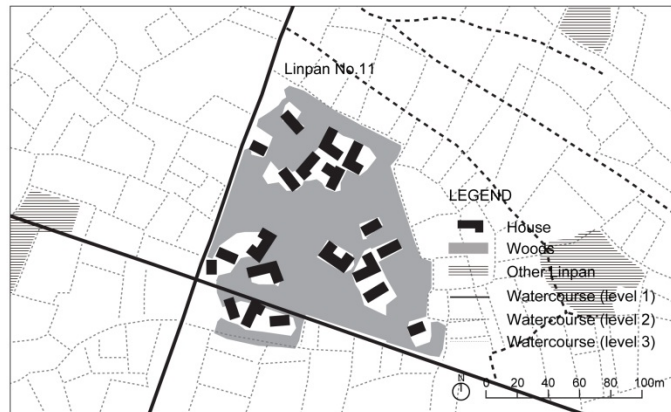 Linpan No.11
LEGEND
House
Woods
Other Linpan
Watercourse (level 1)
Watercourse (level 2)
Watercourse (level 3)
N
0 20 40 60 80 100m